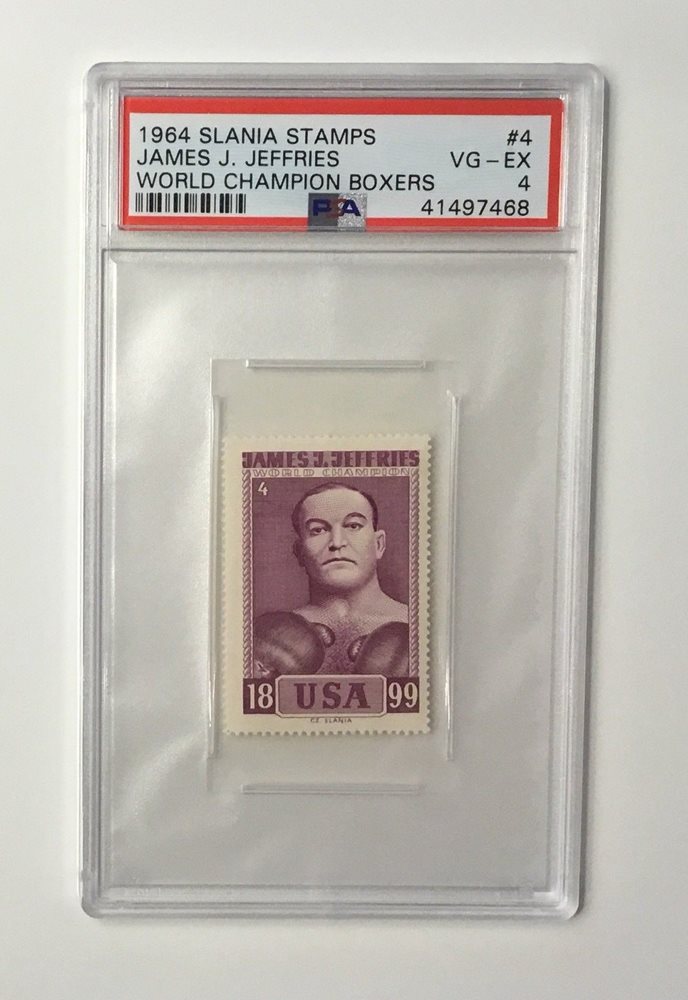 1964 SLANIA STAMPS #4
JAMES J. JEFFRIES VG-EX
WORLD CHAMPION BOXERS 4
PSA 41497468
JAMES J. JEFFRIES
WORLD CHAMPION
4
18 USA 99
CZ. SLANIA